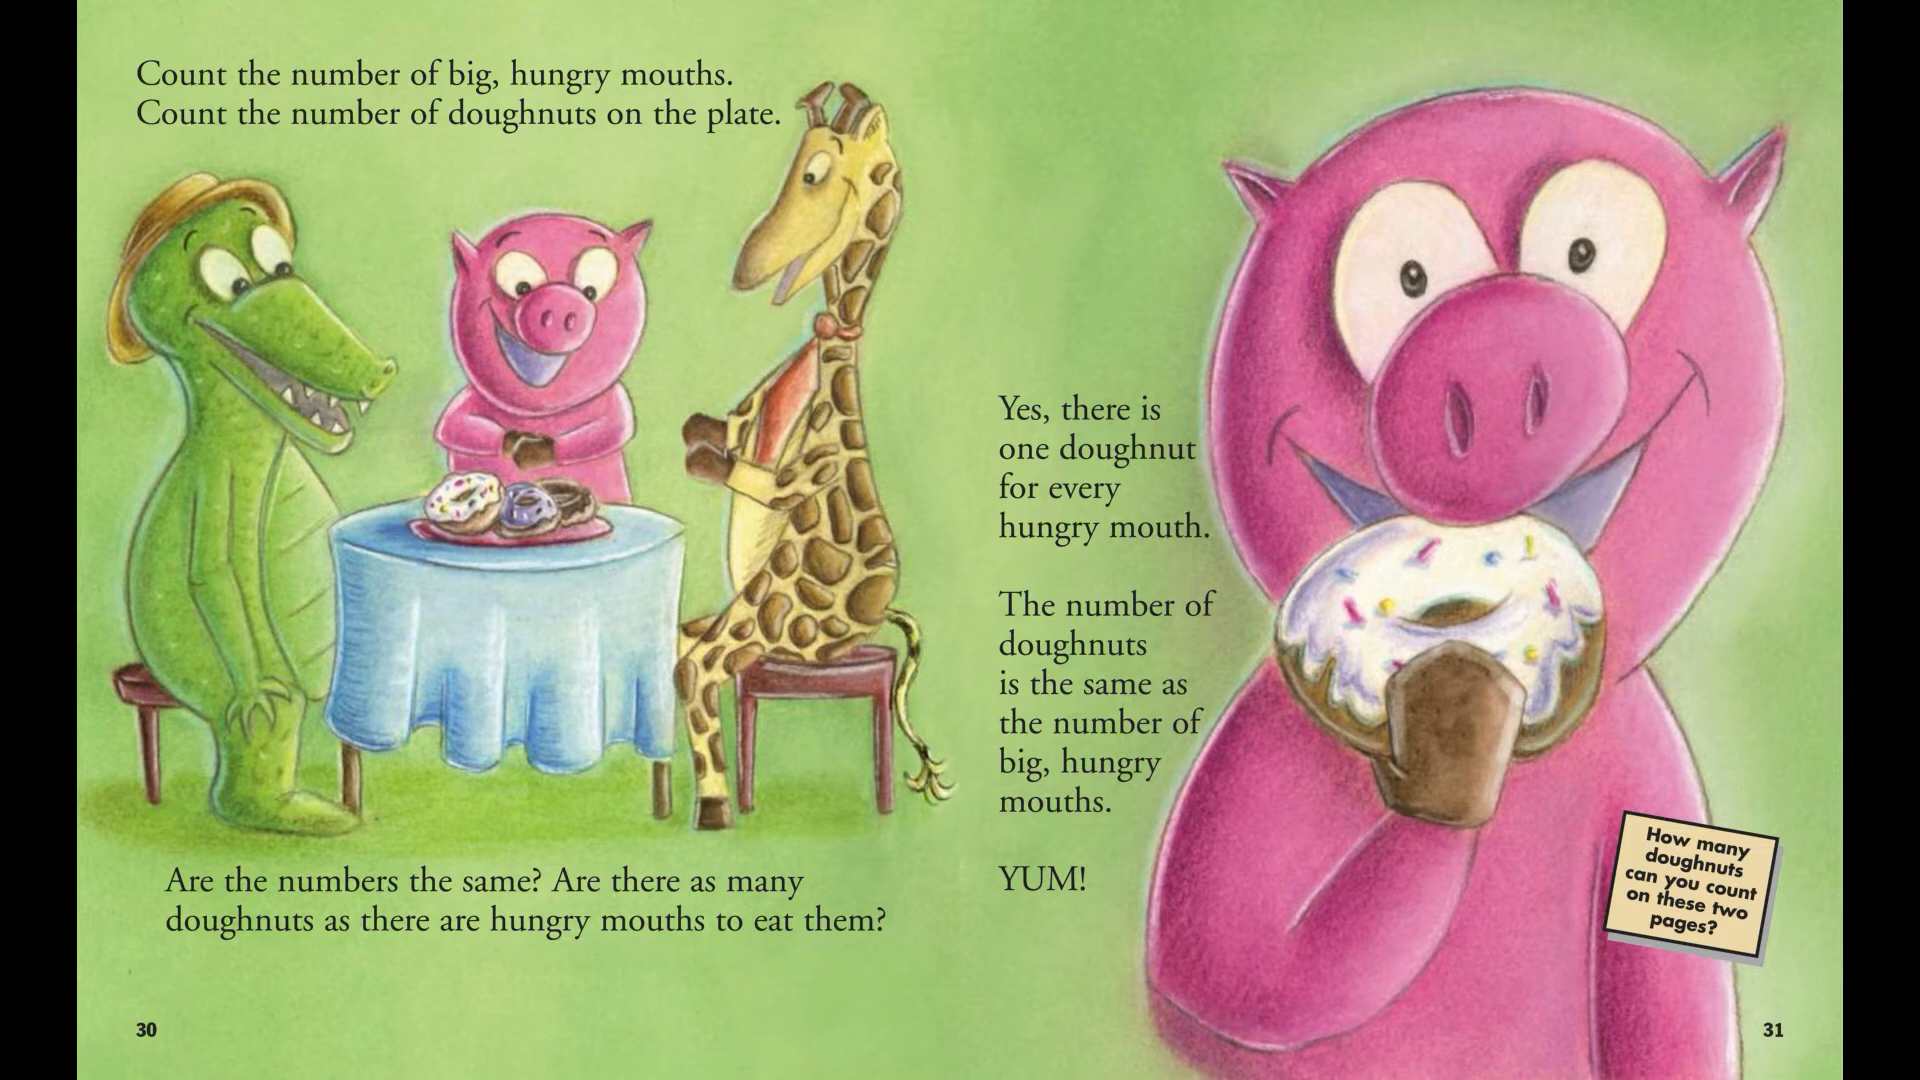 Count the number of big, hungry mouths.
Count the number of doughnuts on the plate.
Are the numbers the same? Are there as many
doughnuts as there are hungry mouths to eat them?
30
Yes, there is
one doughnut
for every
hungry mouth.
The number of
doughnuts
is the same as
the number of
big, hungry
mouths.
YUM!
How many
doughnuts
can you count
on these two
pages?
31